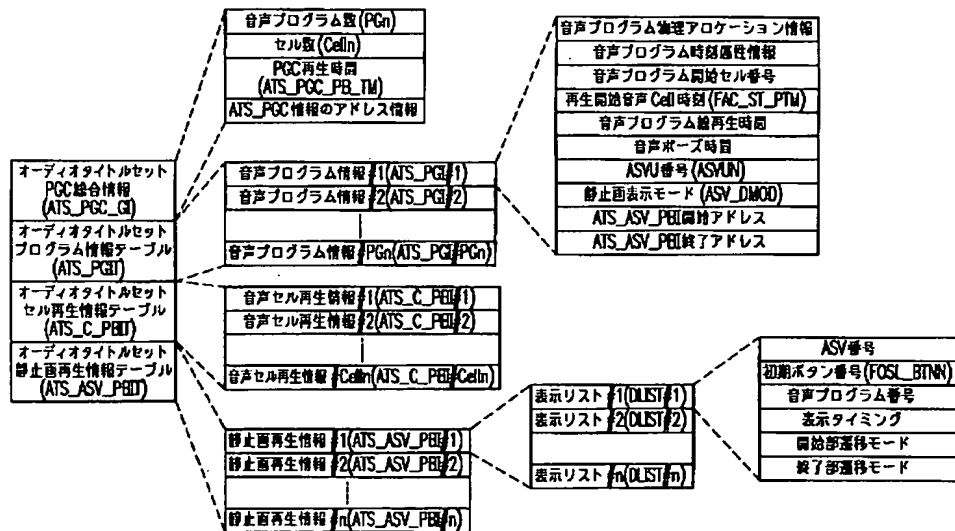 音声プログラム数(PGn)
セル数(Celln)
PGC再生時間
(ATS_PGC_PB_TM)
ATS_PGC情報のアドレス情報
オーディオタイトルセット
PGC総合情報
(ATS_PGC_GI)
オーディオタイトルセット
プログラム情報テーブル
(ATS_PGIT)
オーディオタイトルセット
セル再生情報テーブル
(ATS_C_PBIT)
オーディオタイトルセット
静止画再生情報テーブル
(ATS_ASV_PBIT)
音声プログラム情報 #1(ATS_PGI#1)
音声プログラム情報 #2(ATS_PGI#2)
音声プログラム情報 #PGn(ATS_PGI#PGn)
音声プログラム物理アロケーション情報
音声プログラム時刻属性情報
音声プログラム開始セル番号
再生開始音声Cell時刻(FAC_ST_PTM)
音声プログラム総再生時間
音声ポーズ時間
ASVU番号(ASVUN)
静止画表示モード(ASV_DMOD)
ATS_ASV_PBI開始アドレス
ATS_ASV_PBI終了アドレス
音声セル再生情報 #1(ATS_C_PBI#1)
音声セル再生情報 #2(ATS_C_PBI#2)
音声セル再生情報 #Celln(ATS_C_PBI#Celln)
静止画再生情報 #1(ATS_ASV_PBI#1)
静止画再生情報 #2(ATS_ASV_PBI#2)
静止画再生情報 #n(ATS_ASV_PBI#n)
表示リスト #1(DLIST#1)
表示リスト #2(DLIST#2)
表示リスト #n(DLIST#n)
ASV番号
初期ボタン番号(FOSL_BTNN)
音声プログラム番号
表示タイミング
開始部遷移モード
終了部遷移モード